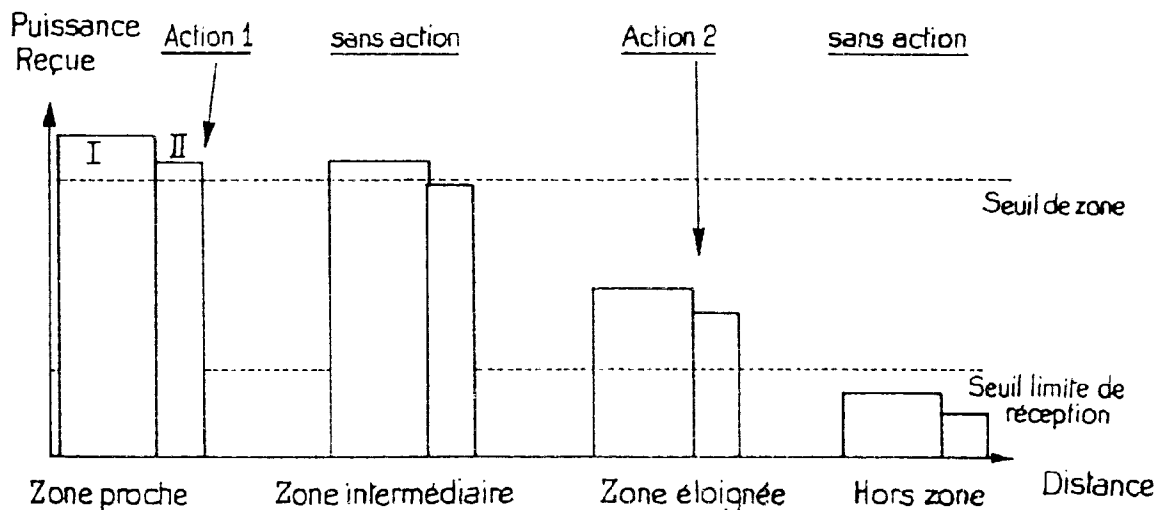 Puissance
Reçue
Action 1
sans action
Action 2
sans action
I
II
Seuil de zone
Seuil limite de
réception
Zone proche
Zone intermédiaire
Zone éloignée
Hors zone
Distance